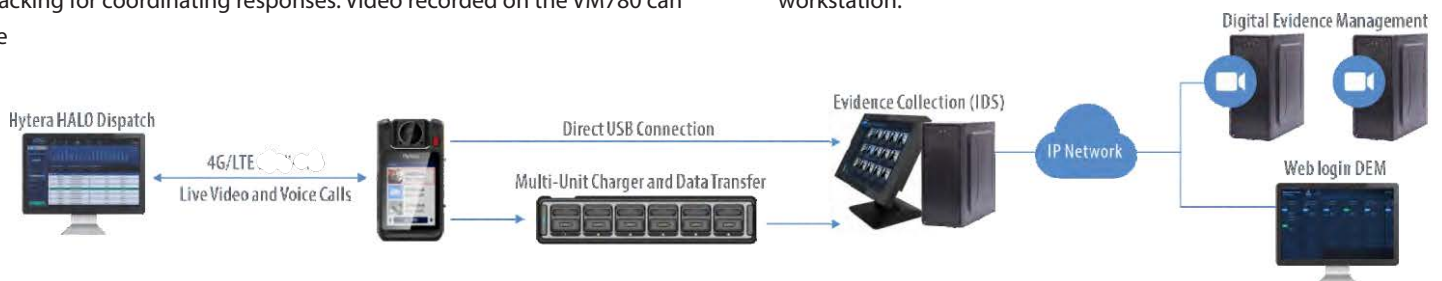 acking for coordinating responses. Video recorded on the VM780 can
e
workstation.
Digital Evidence Management
Hytera HALO Dispatch
4G/LTE
Live Video and Voice Calls
Direct USB Connection
Multi-Unit Charger and Data Transfer
Evidence Collection (IDS)
IP Network
Web login DEM